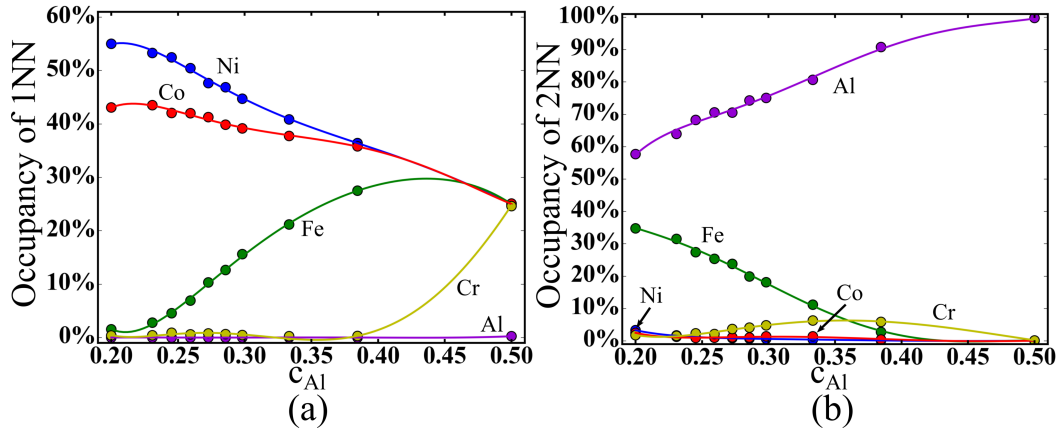 60%
50%
40%
30%
20%
10%
0%
Occupancy of 1NN
Ni
Co
Fe
Cr
Al
0.20 0.25 0.30 0.35 0.40 0.45 0.50
c_Al
(a)
100%
90%
80%
70%
60%
50%
40%
30%
20%
10%
0%
Occupancy of 2NN
Al
Fe
Ni
Co
Cr
0.20 0.25 0.30 0.35 0.40 0.45 0.50
c_Al
(b)